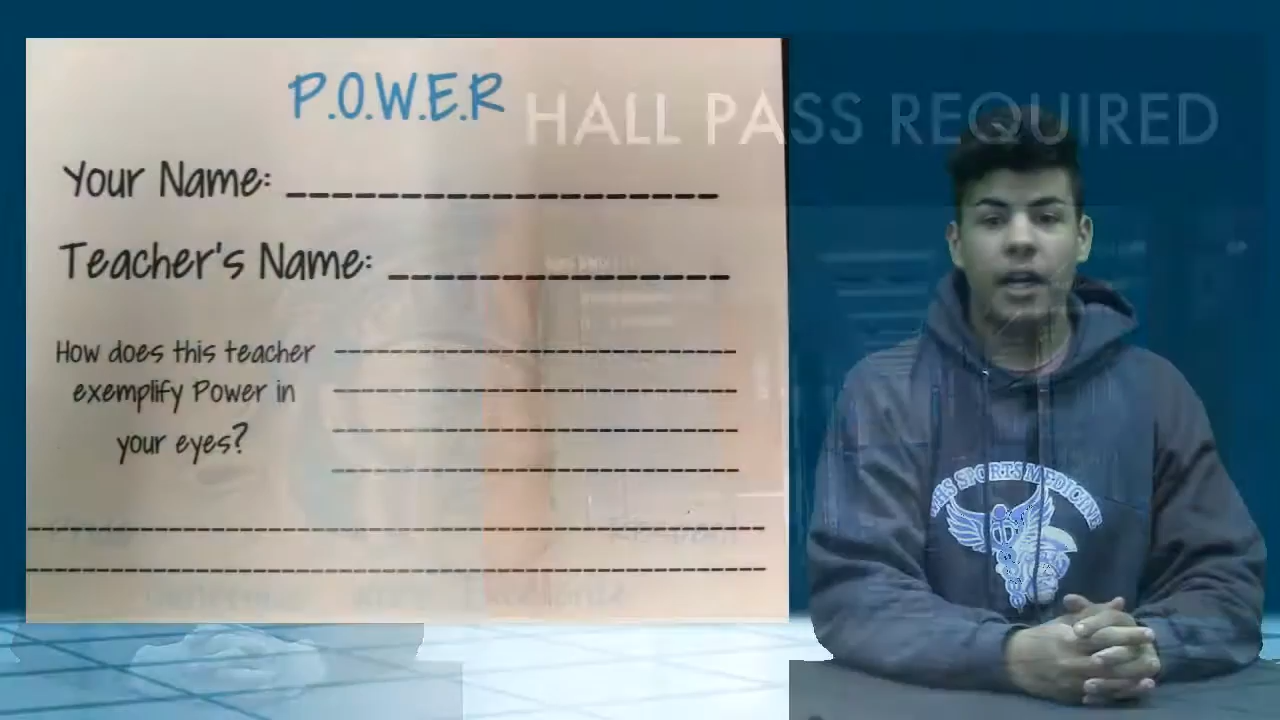 P.O.W.E.R
HALL PASS REQUIRED
Your Name:
Teacher's Name:
How does this teacher
exemplify Power in
your eyes?
SPORTS MEDICINE